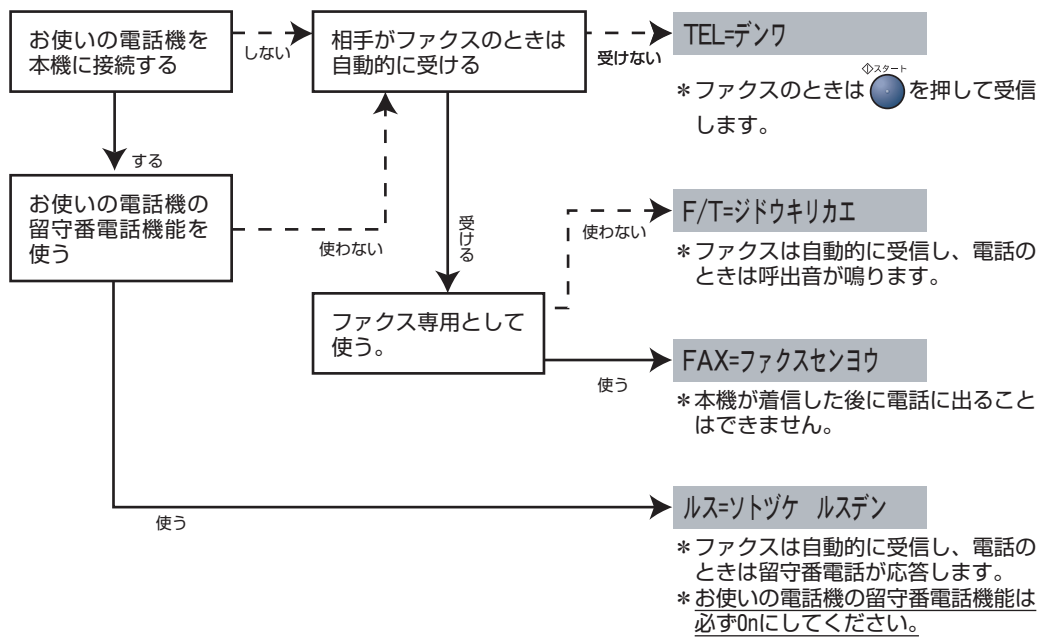 お使いの電話機を
本機に接続する
しない
相手がファクスのときは
自動的に受ける
受けない
TEL=デンワ
＊ファクスのときは
スタート
を押して受信
します。
する
お使いの電話機の
留守番電話機能を
使う
使わない
受ける
使わない
F/T=ジドウキリカエ
＊ファクスは自動的に受信し、電話の
ときは呼出音が鳴ります。
ファクス専用として
使う。
使う
FAX=ファクスセンヨウ
＊本機が着信した後に電話に出ること
はできません。
使う
ルス=ソトヅケ ルスデン
＊ファクスは自動的に受信し、電話の
ときは留守番電話が応答します。
＊お使いの電話機の留守番電話機能は
必ずOnにしてください。